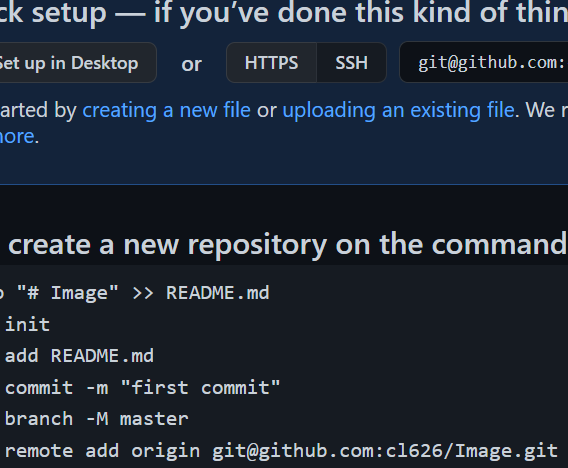 ck setup — if you've done this kind of thin
Set up in Desktop or HTTPS SSH git@github.com:
arted by creating a new file or uploading an existing file. We r
nore.
create a new repository on the command
o "# Image" >> README.md
init
add README.md
commit -m "first commit"
branch -M master
remote add origin git@github.com:cl626/Image.git